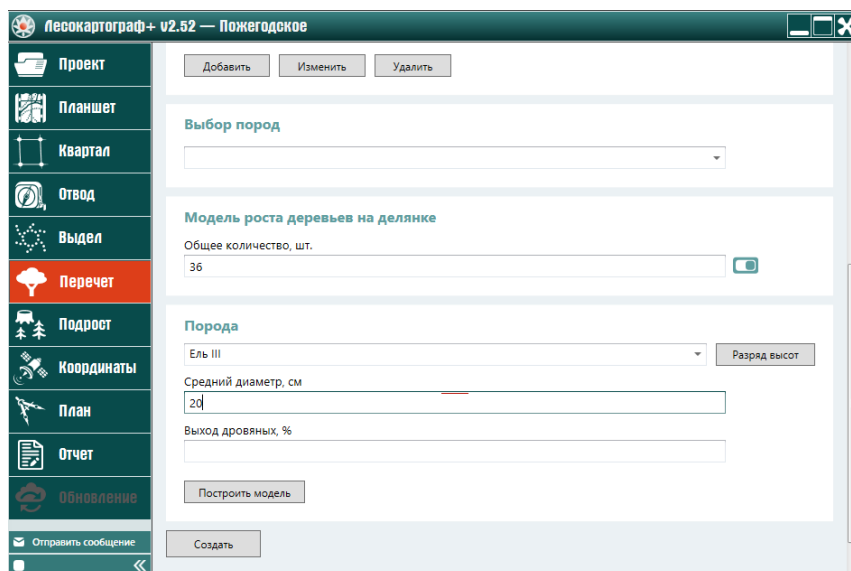 Лесокартограф+ v2.52 — Пожегодское
Проект
Планшет
Квартал
Отвод
Выдел
Перечет
Подрост
Координаты
План
Отчет
Обновление
Отправить сообщение
Добавить Изменить Удалить
Выбор пород
Модель роста деревьев на делянке
Общее количество, шт.
36
Порода
Ель III Разряд высот
Средний диаметр, см
20
Выход дровяных, %
Построить модель
Создать